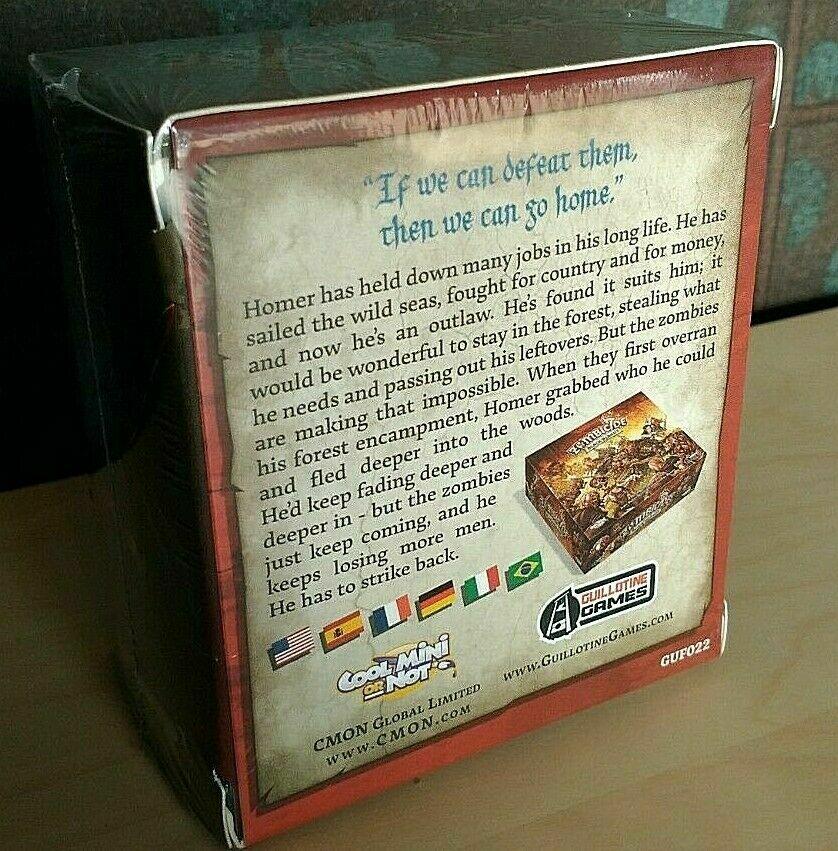 "If we can defeat them,
then we can go home."
Homer has held down many jobs in his long life. He has
sailed the wild seas, fought for country and for money,
and now he's an outlaw. He's found it suits him; it
would be wonderful to stay in the forest, stealing what
he needs and passing out his leftovers. But the zombies
are making that impossible. When they first overran
his forest encampment, Homer grabbed who he could
and fled deeper into the woods.
He'd keep fading deeper and
deeper in - but the zombies
just keep coming, and he
keeps losing more men.
He has to strike back.
ZOMBICIDE
GUILLOTINE
GAMES
www.GuillotineGames.com
COOL MINI
OR NOT
CMON Global Limited
www.CMON.com
GUF022